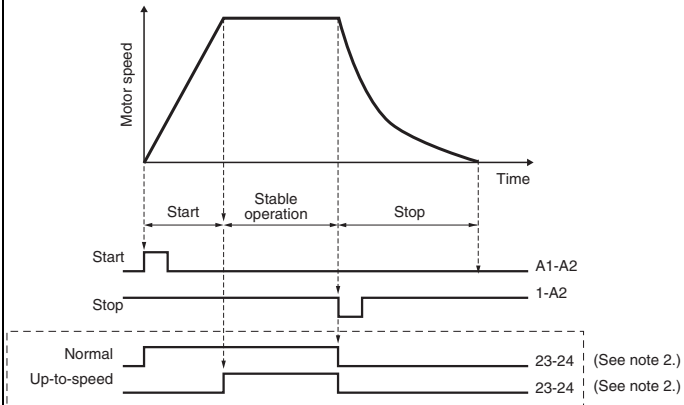 Motor speed
Time
Start
Stable
operation
Stop
Start
A1-A2
Stop
1-A2
Normal
23-24 (See note 2.)
Up-to-speed
23-24 (See note 2.)